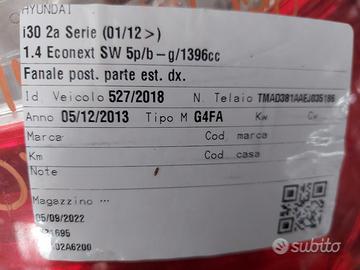 HYUNDAI
i30 2a Serie (01/12 >)
1.4 Econext SW 5p/b-g/1396cc
Fanale post. parte est. dx.
Id. Veicolo 527/2018 N. Telaio TMAD381AAEJ035186
Anno 05/12/2013 Tipo M G4FA Kw Cv
Marca Cod. marca
Km Cod. comune
Note
Magazzino ...
05/09/2022
02A6200
subito